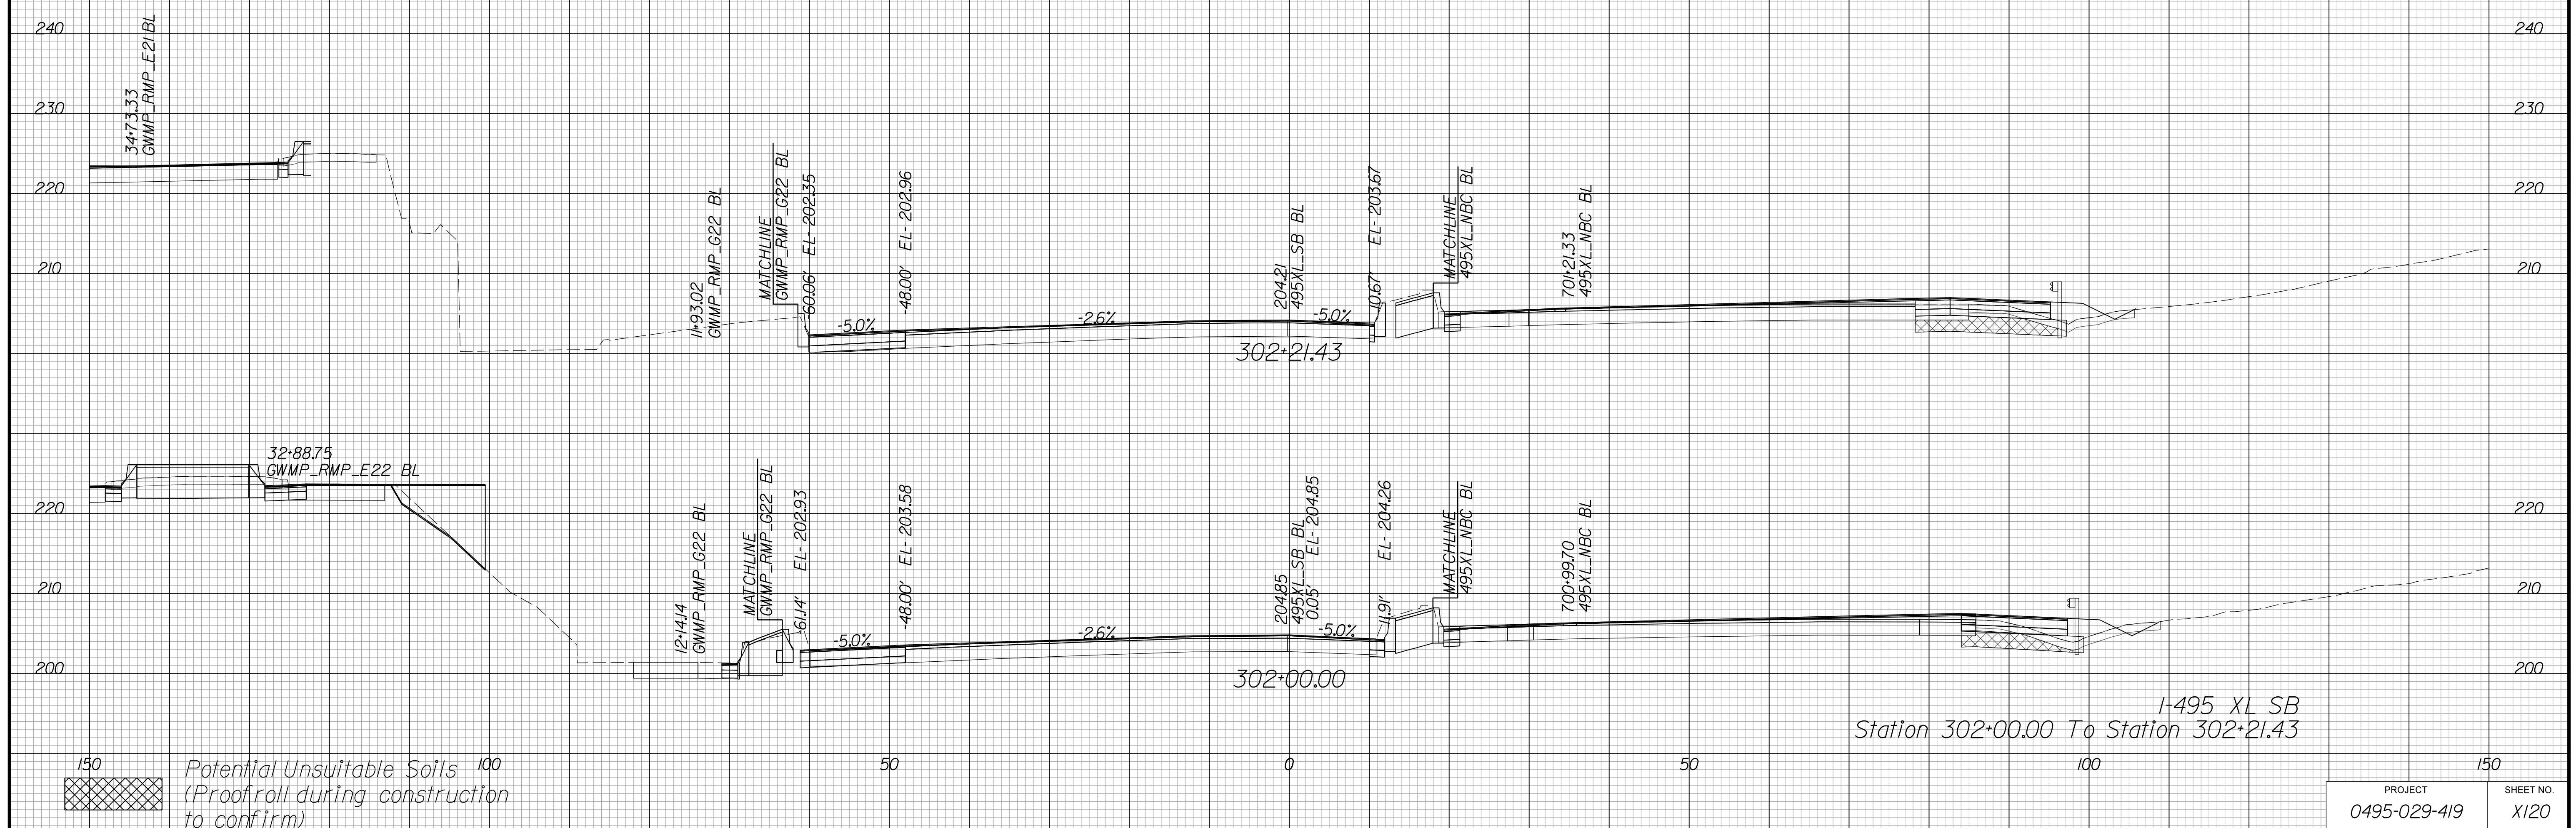 240
240
34+73.33
GWMP_RMP_E21 BL
230
230
220
220
11+93.02
GWMP_RMP_G22 BL
MATCHLINE
GWMP_RMP_G22 BL
60.06' EL- 202.35
-48.00' EL- 202.96
204.21
495XL_SB BL
10.67' EL- 203.67
MATCHLINE
495XL_NBC BL
701+21.33
495XL_NBC BL
210
210
-5.0%
-2.6%
-5.0%
302+21.43
32+88.75
GWMP_RMP_E22 BL
220
220
12+14.14
GWMP_RMP_G22 BL
MATCHLINE
GWMP_RMP_G22 BL
61.14' EL- 202.93
-48.00' EL- 203.58
204.85
495XL_SB BL
0.05' EL- 204.85
11.91' EL- 204.26
MATCHLINE
495XL_NBC BL
700+99.70
495XL_NBC BL
210
210
-5.0%
-2.6%
-5.0%
200
200
302+00.00
I-495 XL SB
Station 302+00.00 To Station 302+21.43
150 100 50 0 50 100 150
Potential Unsuitable Soils
(Proofroll during construction
to confirm)
PROJECT
0495-029-419
SHEET NO.
X120